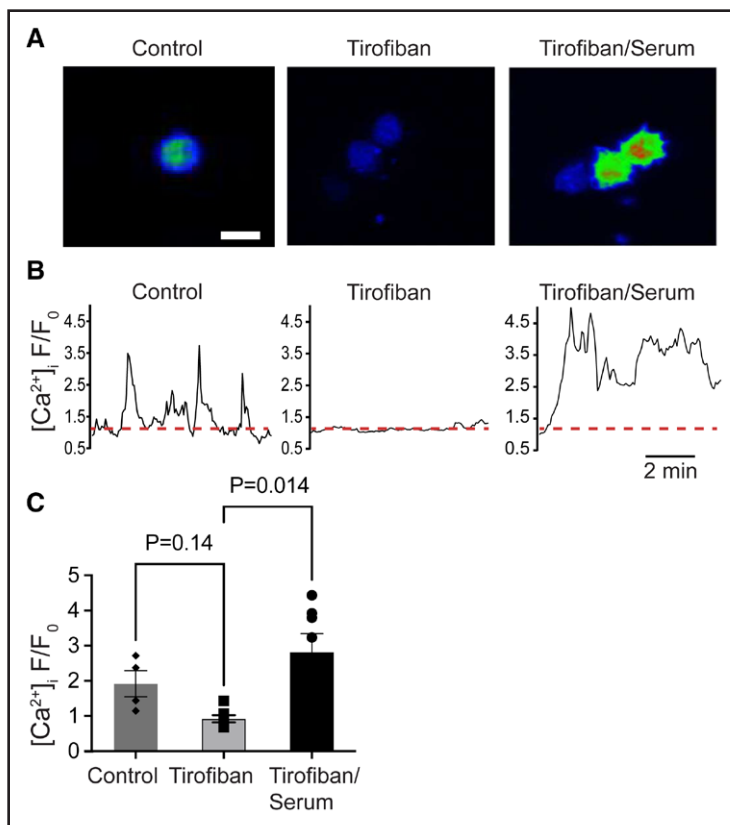 A
Control
Tirofiban
Tirofiban/Serum
B
Control
Tirofiban
Tirofiban/Serum
[Ca²⁺]ᵢ F/F₀
4.5
3.5
2.5
1.5
0.5
4.5
3.5
2.5
1.5
0.5
4.5
3.5
2.5
1.5
0.5
2 min
C
P=0.014
P=0.14
[Ca²⁺]ᵢ F/F₀
5
4
3
2
1
0
Control
Tirofiban
Tirofiban/
Serum